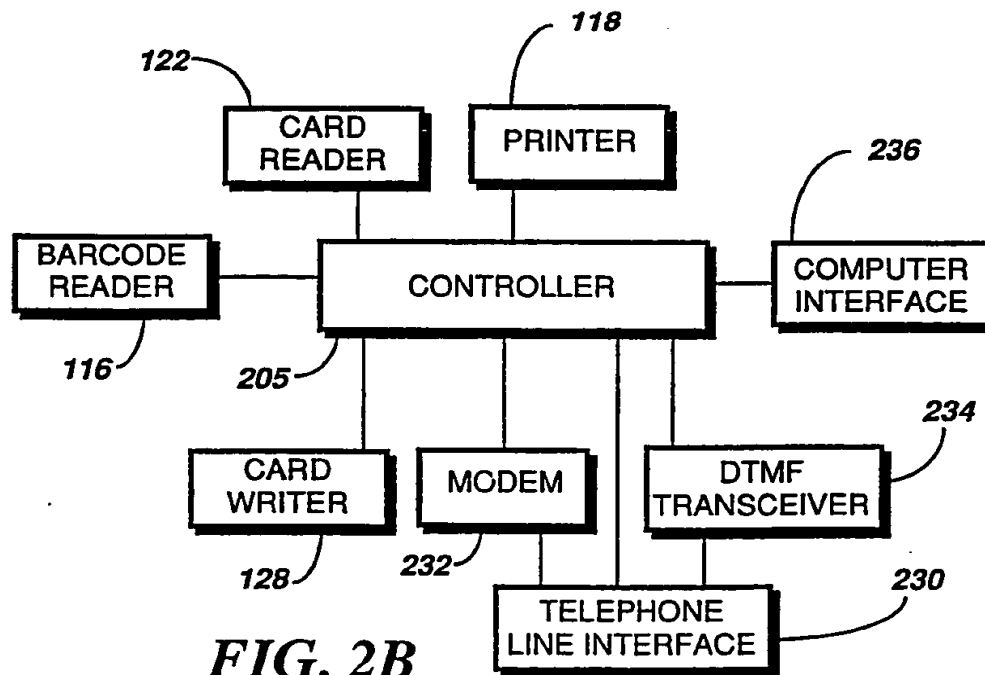 118
122
CARD
READER
PRINTER
236
BARCODE
READER
CONTROLLER
COMPUTER
INTERFACE
116
205
234
CARD
WRITER
MODEM
DTMF
TRANSCEIVER
128
232
230
TELEPHONE
LINE INTERFACE
FIG. 2B